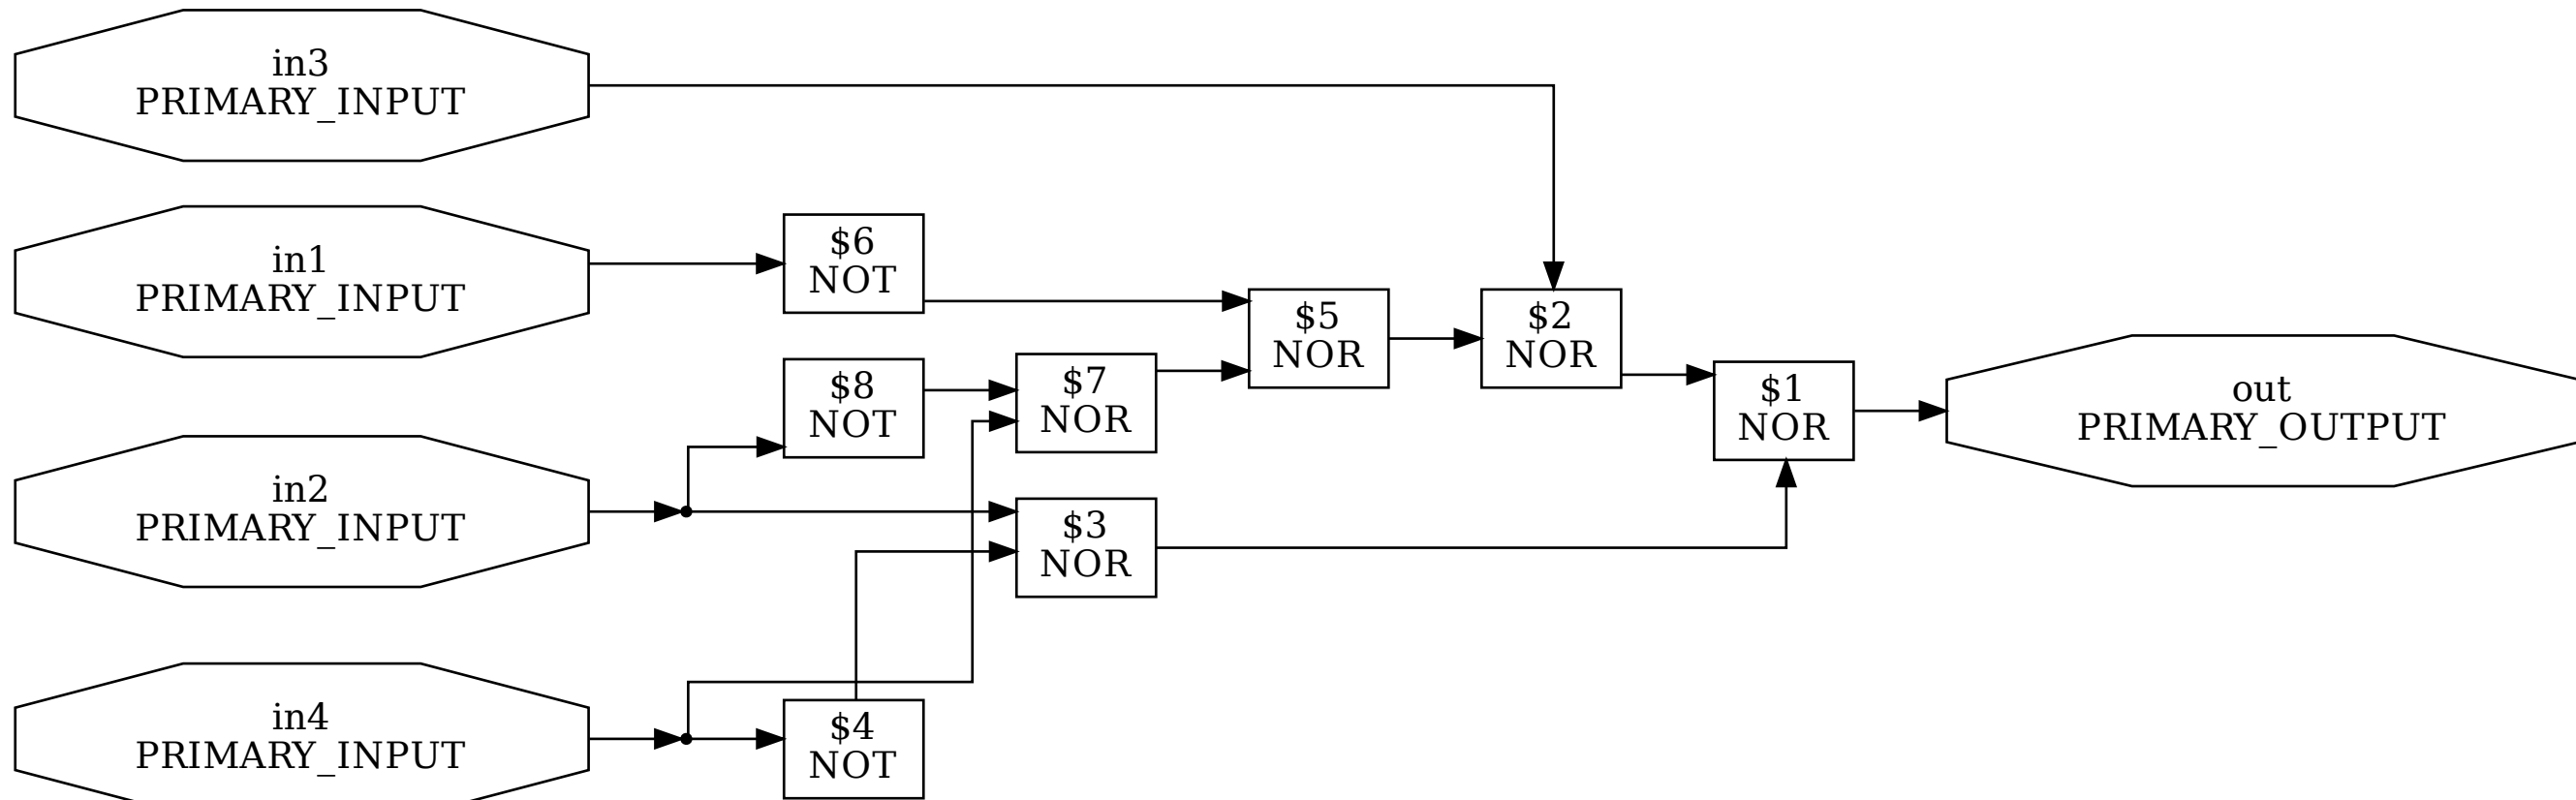 in3
PRIMARY_INPUT
in1
PRIMARY_INPUT
in2
PRIMARY_INPUT
in4
PRIMARY_INPUT
$6
NOT
$8
NOT
$4
NOT
$7
NOR
$3
NOR
$5
NOR
$2
NOR
$1
NOR
out
PRIMARY_OUTPUT